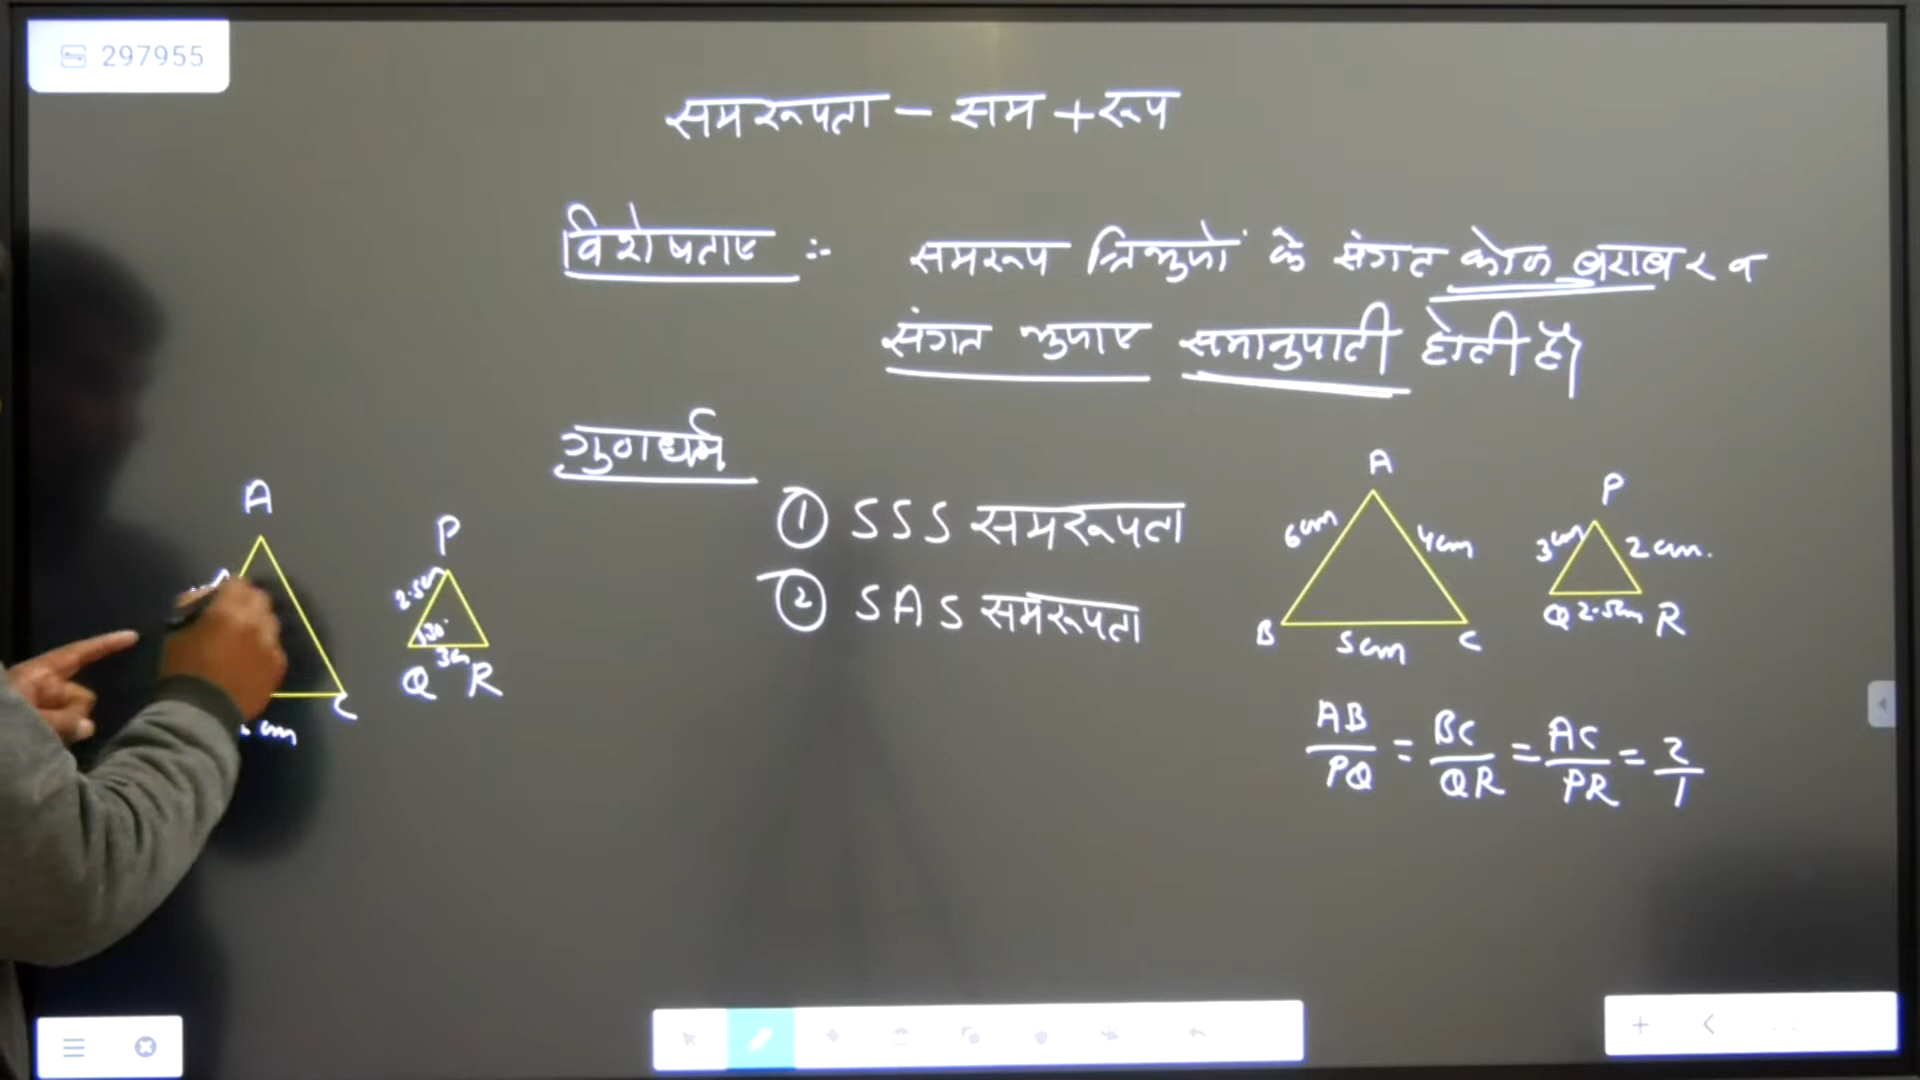 297955
समरूपता - सम + रूप
विशेषताए :- समरूप त्रिभुजों के संगत कोण बराबर व
संगत भुजाए समानुपाती होती है।
गुणधर्म
① SSS समरूपता
② SAS समरूपता
A
P
2.5cm
30°
3cm
Q R
C
cm
A
P
6cm
4cm
3cm
2cm.
B
5cm
C
Q 2.5cm R
AB/PQ = BC/QR = AC/PR = 2/1